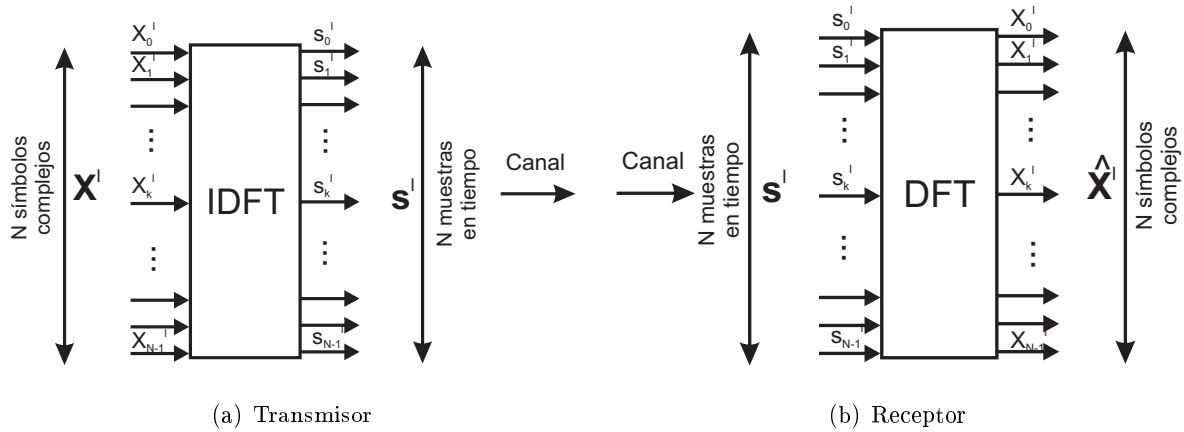 N símbolos
complejos
X^l
X_0^l
X_1^l
⋮
X_k^l
⋮
X_{N-1}^l
IDFT
s_0^l
s_1^l
⋮
s_k^l
⋮
s_{N-1}^l
s^l
N muestras
en tiempo
Canal
(a) Transmisor
Canal
N muestras
en tiempo
s^l
s_0^l
s_1^l
⋮
s_k^l
⋮
s_{N-1}^l
DFT
X_0^l
X_1^l
⋮
X_k^l
⋮
X_{N-1}^l
X̂^l
N símbolos
complejos
(b) Receptor